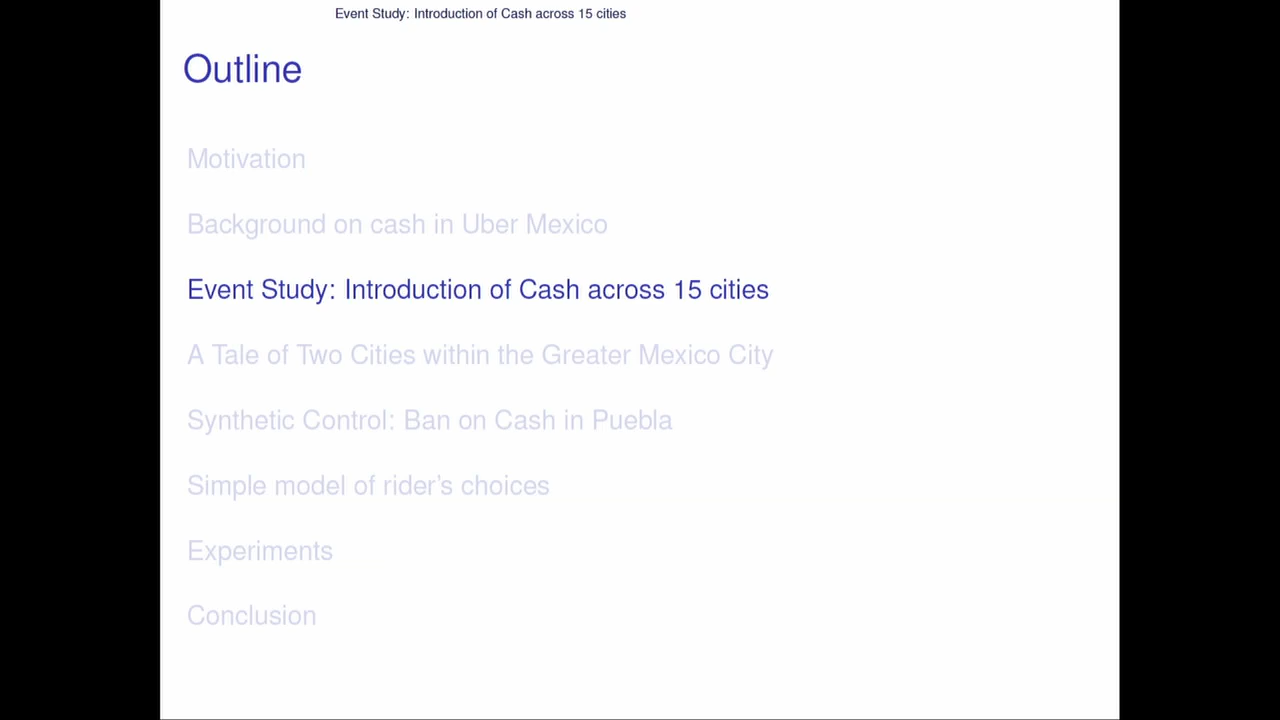 Event Study: Introduction of Cash across 15 cities
Outline
Motivation
Background on cash in Uber Mexico
Event Study: Introduction of Cash across 15 cities
A Tale of Two Cities within the Greater Mexico City
Synthetic Control: Ban on Cash in Puebla
Simple model of rider's choices
Experiments
Conclusion